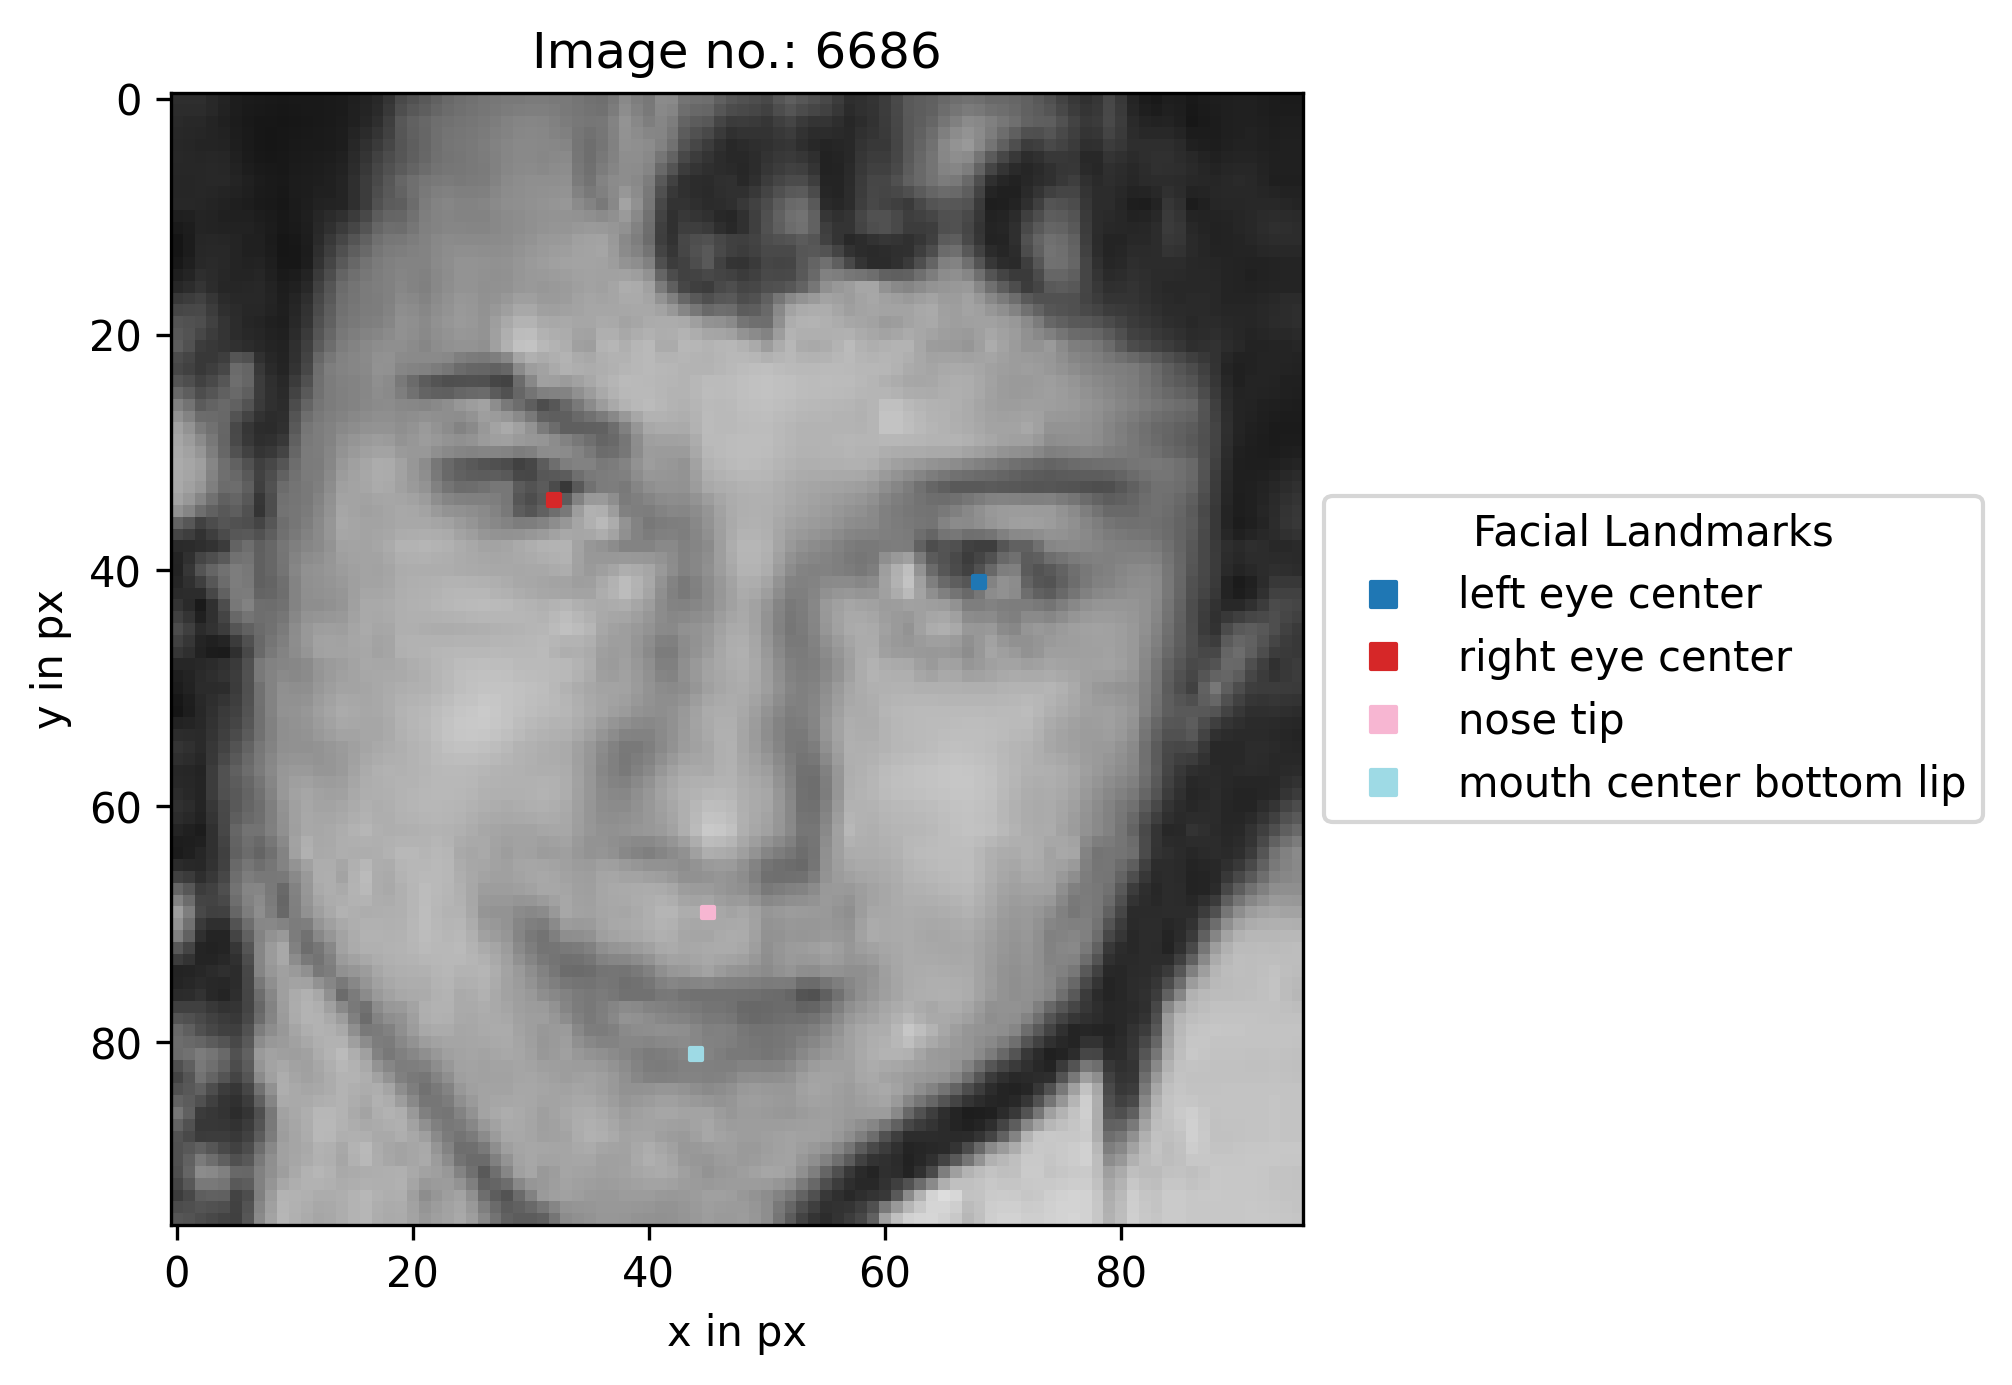 Image no.: 6686
0
20
40
60
80
y in px
0 20 40 60 80
x in px
Facial Landmarks
left eye center
right eye center
nose tip
mouth center bottom lip